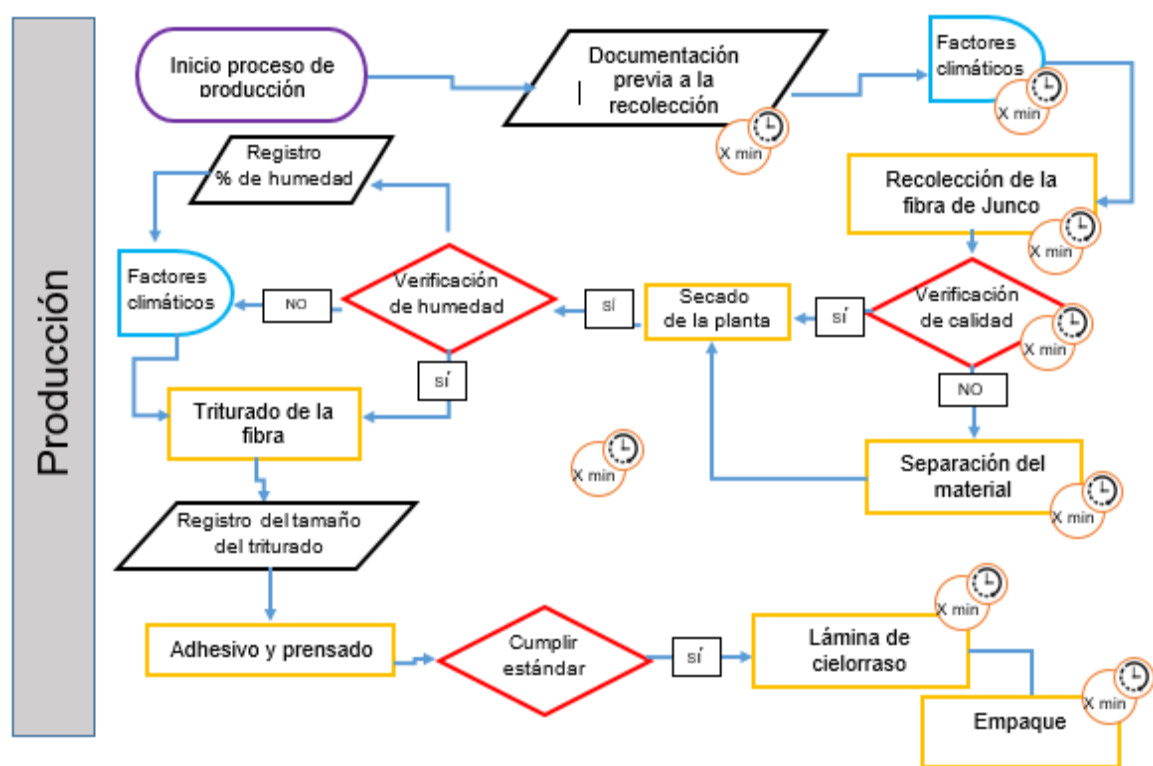 Producción
Inicio proceso de
producción
Documentación
previa a la
recolección
X min
Factores
climáticos
X min
Recolección de la
fibra de Junco
X min
Verificación
de calidad
X min
SÍ
NO
Separación del
material
X min
Secado
de la planta
SÍ
Verificación
de humedad
Registro
% de humedad
NO
Factores
climáticos
SÍ
Triturado de la
fibra
X min
Registro del tamaño
del triturado
Adhesivo y prensado
Cumplir
estándar
SÍ
Lámina de
cielorraso
X min
Empaque
X min